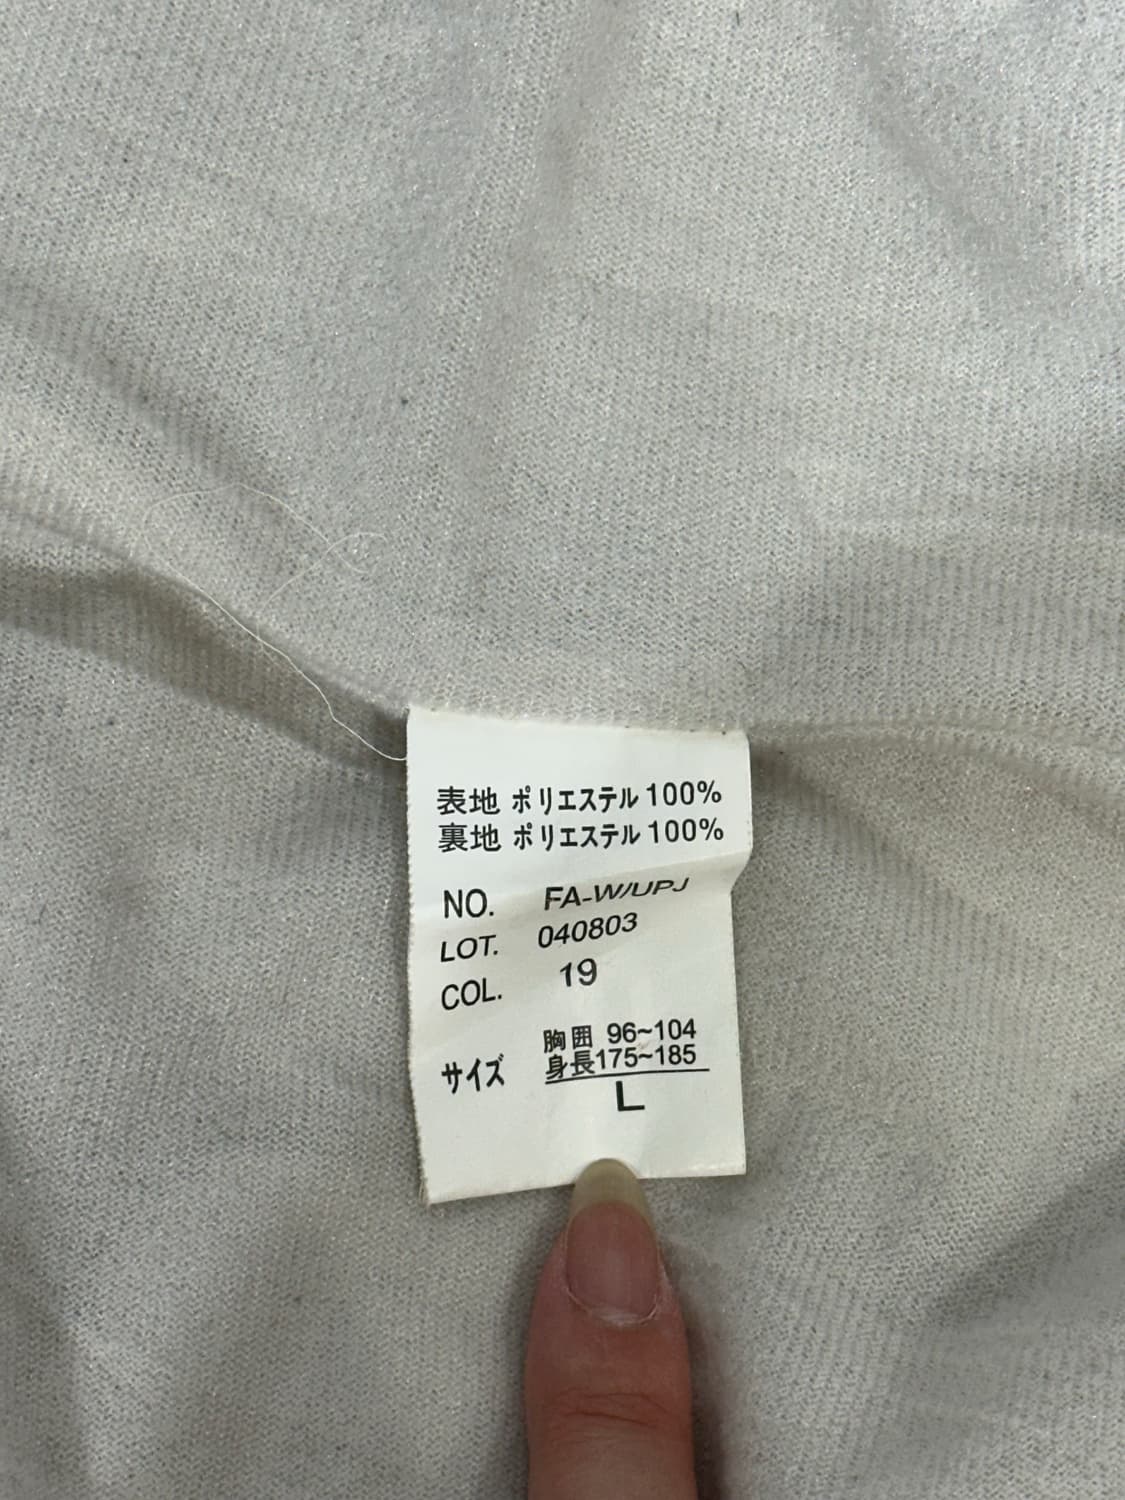 表地 ポリエステル100%
裏地 ポリエステル100%
NO. FA-W/UPJ
LOT. 040803
COL. 19
胸囲 96~104
サイズ 身長175~185
L